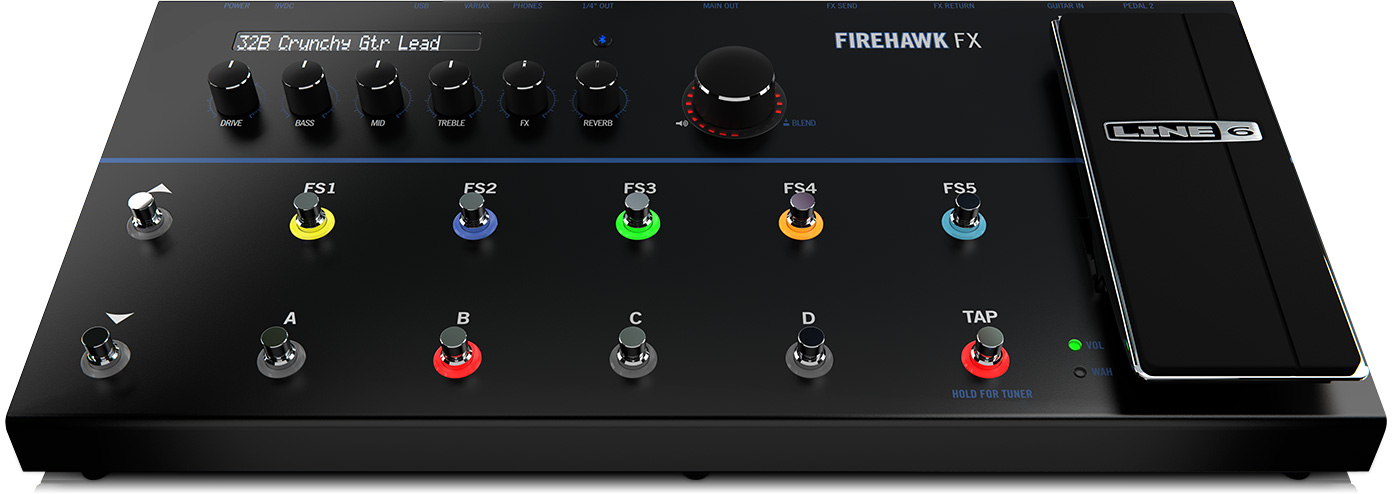 POWER 9VDC USB VARIAX PHONES 1/4" OUT MAIN OUT FX SEND FX RETURN GUITAR IN PEDAL 2
32B Crunchy Gtr Lead
FIREHAWK FX
DRIVE BASS MID TREBLE FX REVERB BLEND
LINE 6
FS1 FS2 FS3 FS4 FS5
A B C D TAP
VOL
WAH
HOLD FOR TUNER